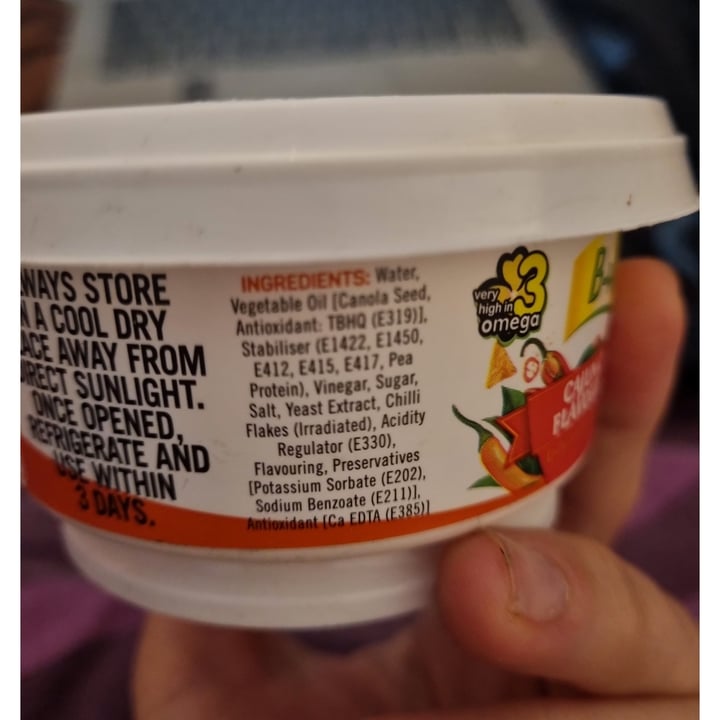 STORE
A COOL DRY
AWAY FROM
SUNLIGHT.
ONCE OPENED,
REFRIGERATE AND
USE WITHIN
3 DAYS.
INGREDIENTS: Water,
Vegetable Oil [Canola Seed,
Antioxidant: TBHQ (E319)],
Stabiliser (E1422, E1450,
E412, E415, E417, Pea
Protein), Vinegar, Sugar,
Salt, Yeast Extract, Chilli
Flakes (Irradiated), Acidity
Regulator (E330),
Flavouring, Preservatives
[Potassium Sorbate (E202),
Sodium Benzoate (E211)],
Antioxidant [Ca EDTA (E385)]
very
high in 3
omega